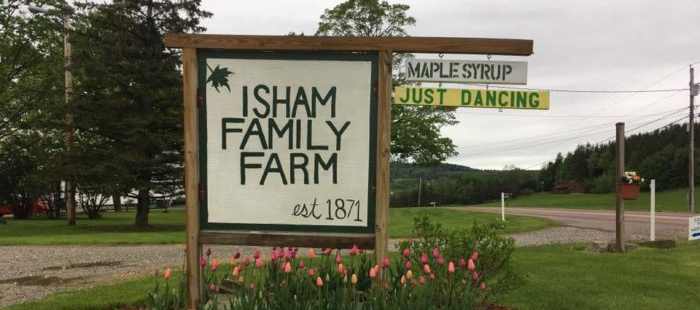 ISHAM
FAMILY
FARM
est 1871
MAPLE SYRUP
JUST DANCING